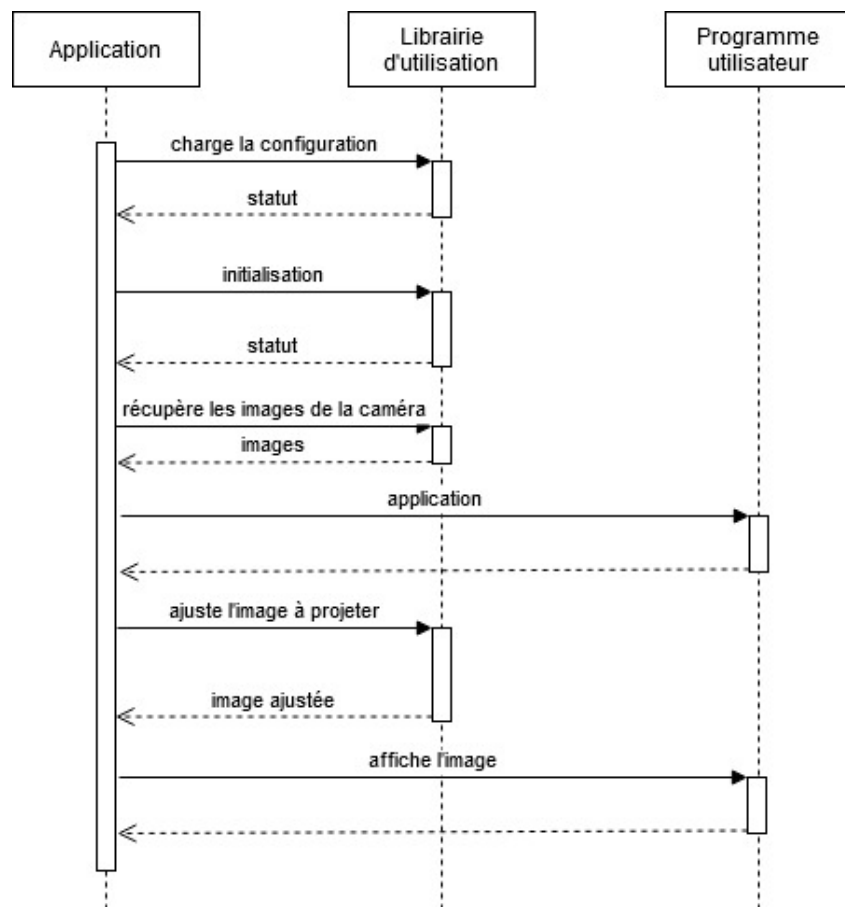 Application
Librairie
d'utilisation
Programme
utilisateur
charge la configuration
statut
initialisation
statut
récupère les images de la caméra
images
application
ajuste l'image à projeter
image ajustée
affiche l'image